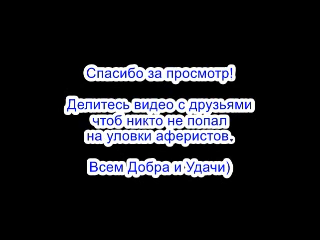 Спасибо за просмотр!
Делитесь видео с друзьями
чтоб никто не попал
на уловки аферистов.
Всем Добра и Удачи)